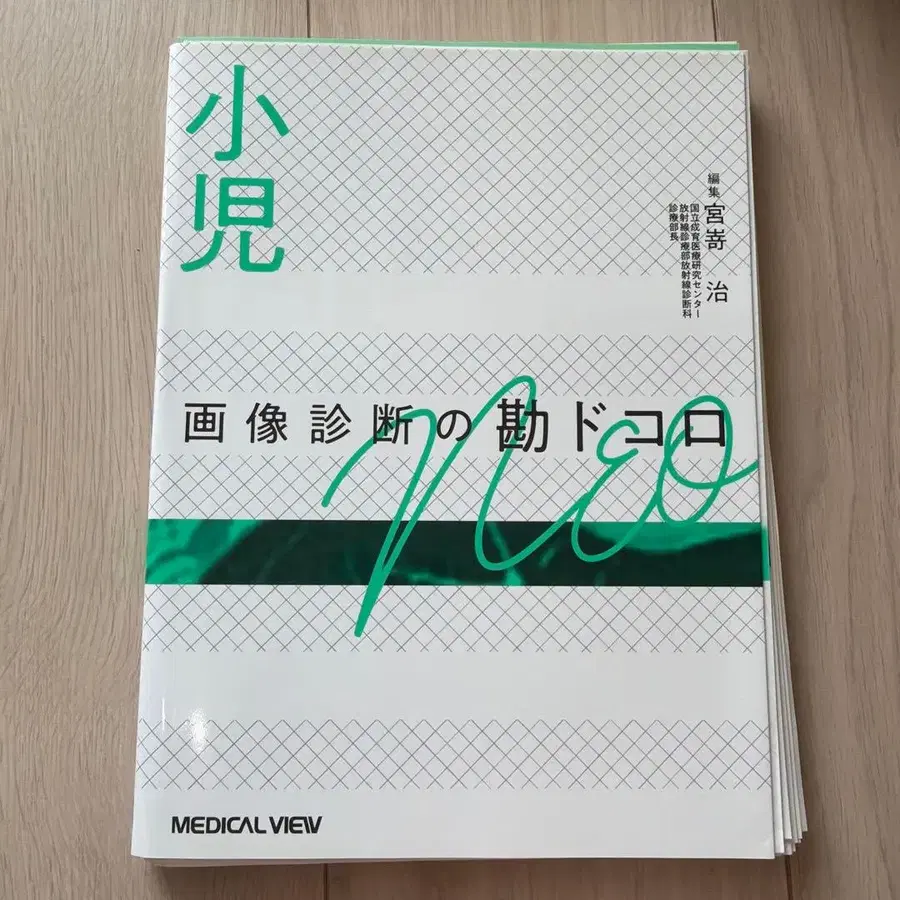 小児
編集
宮嵜 治
国立成育医療研究センター
放射線診療部放射線診断科
診療部長
画像診断の勘ドコロ
neo
MEDICAL VIEW